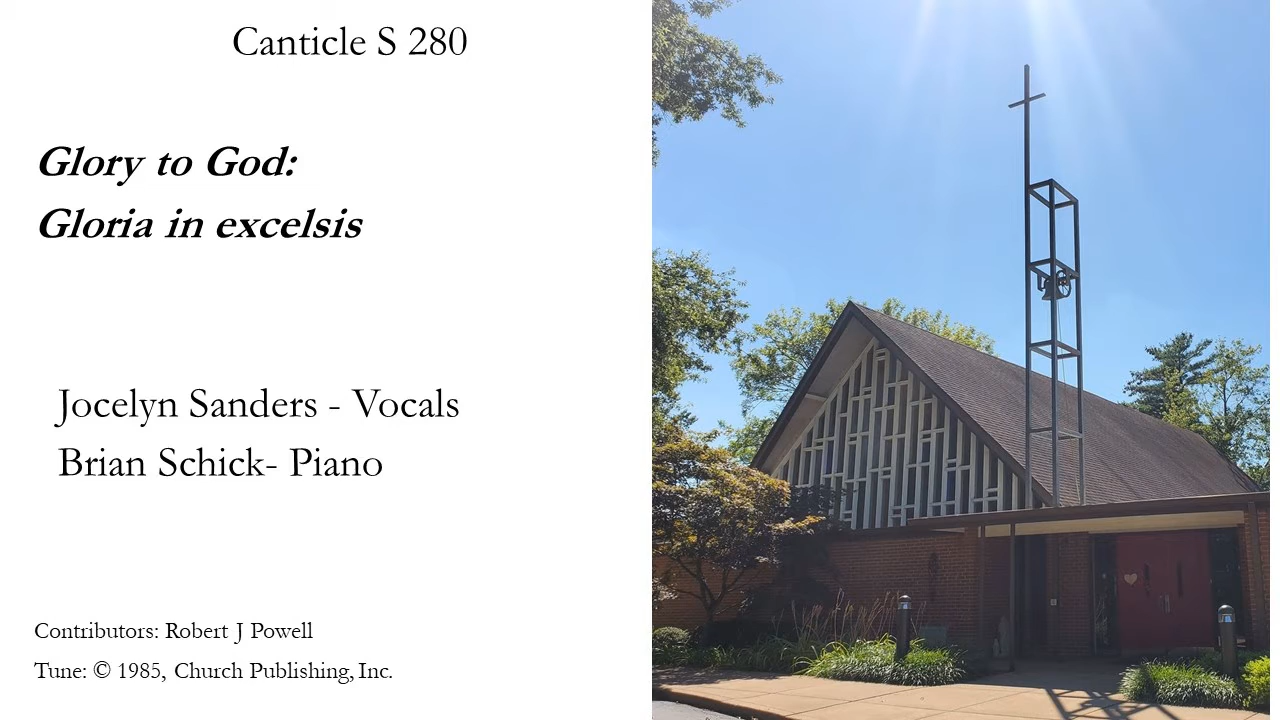 Canticle S 280
Glory to God:
Gloria in excelsis
Jocelyn Sanders - Vocals
Brian Schick- Piano
Contributors: Robert J Powell
Tune: © 1985, Church Publishing, Inc.